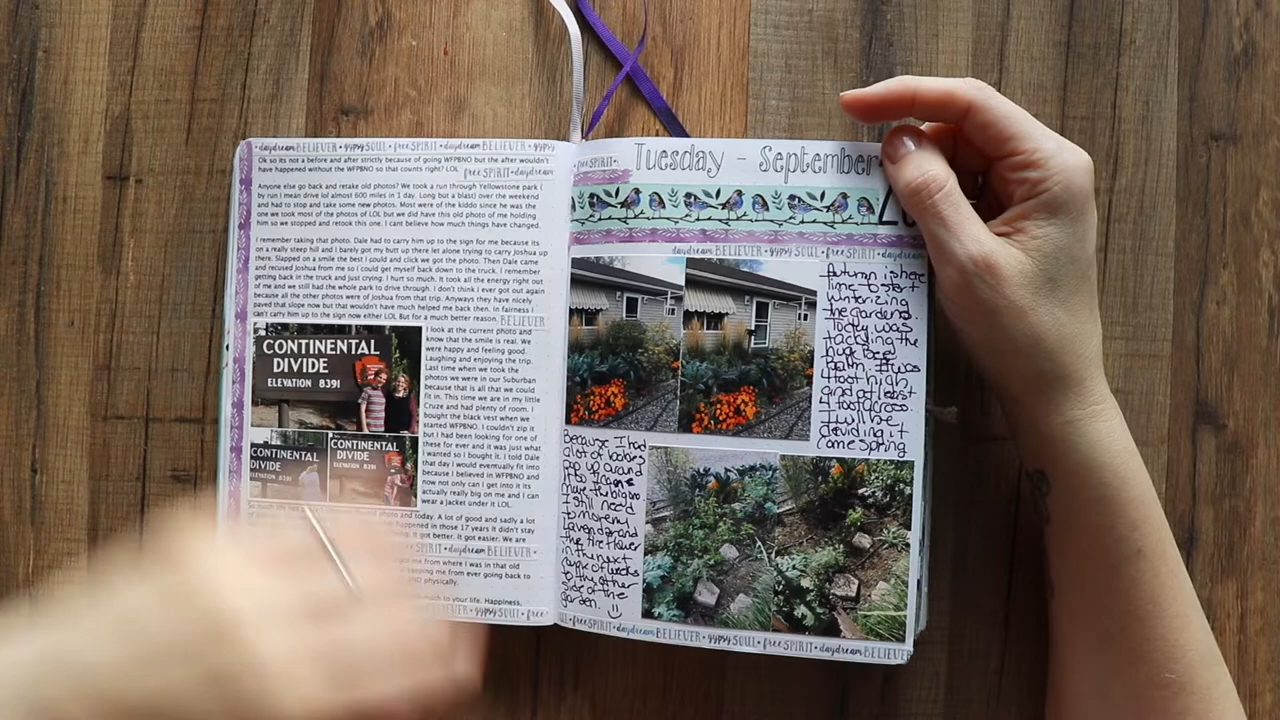 daydream BELIEVER • gypsy SOUL • free SPIRIT • daydream BELIEVER • free SPIRIT
Ok so its not a before and after strictly because of going WFPBNO but the after wouldn't
have happened without the WFPBNO so that counts right? LOL
free SPIRIT • daydream
Anyone else go back and retake old photos? We took a run through Yellowstone park (
by run I mean drive lol almost 600 miles in 1 day. Long but a blast) over the weekend
and had to stop and take some new photos. Most were of the kiddo since he was the
one we took most of the photos of LOL but we did have this old photo of me holding
him so we stopped and retook this one. I cant believe how much things have changed.
I remember taking that photo. Dale had to carry him up to the sign for me because its
on a really steep hill and I barely got my butt up there let alone trying to carry Joshua up
there. Slapped on a smile the best I could and click we got the photo. Then Dale came
and recused Joshua from me so I could get myself back down to the truck. I remember
getting back in the truck and just crying. I hurt so much. It took all the energy right out
of me and we still had the whole park to drive through. I don't think I ever got out again
because all the other photos were of Joshua from that trip. Anyways they have nicely
paved that slope now but that wouldn't have much helped me back then. In fairness I
can't carry him up to the sign now either LOL But for a much better reason.
BELIEVER
look at the current photo and
know that the smile is real. We
were happy and feeling good.
Laughing and enjoying the trip.
Last time when we took the
photos we were in our Suburban
because that is all that we could
fit in. This time we are in my little
Cruze and had plenty of room. I
bought the black vest when we
started WFPBNO. I couldn't zip it
but I had been looking for one of
these for ever and it was just what
I wanted so I bought it. I told Dale
that day I would eventually fit into
because I believed in WFPBNO and
now not only can I get into it its
actually really big on me and I can
wear a jacket under it LOL.
CONTINENTAL
DIVIDE
ELEVATION 8391
CONTINENTAL
DIVIDE
ELEVATION 8391
CONTINENTAL
DIVIDE
ELEVATION 8391
photo and today. A lot of good and sadly a lot
happened in those 17 years It didn't stay
got better. It got easier. We are
SPIRIT • daydream BELIEVER •
me from where I was in that old
keeping me from ever going back to
AND physically.
much to your life. Happiness,
BELIEVER • gypsy SOUL • free
free SPIRIT •
Tuesday - September
daydream BELIEVER • gypsy SOUL • free SPIRIT • daydream
Autumn is here
time to start
winterizing
the gardens.
Today was
tackling the
huge Beed
balm. It was
4 foot high
and at least
4 foot across.
I will be
dividing it
come spring
Because I had
a lot of babies
pop up around
it to
move the big
I still need
to move my
Lavender and
the fire flower
in the next
couple of weeks
to the other
side of the
garden. :)
SOUL • free SPIRIT • daydream BELIEVER • gypsy SOUL • free SPIRIT • daydream BELIEVER